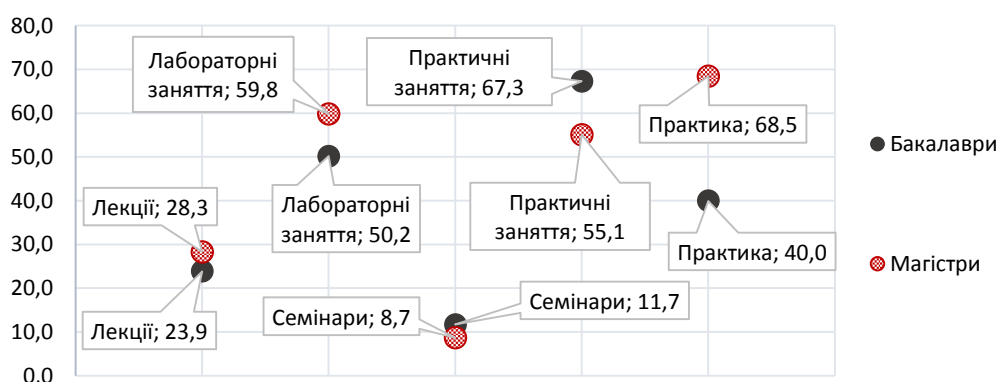 80,0
70,0
60,0
50,0
40,0
30,0
20,0
10,0
0,0
Лекції; 28,3
Лекції; 23,9
Лабораторні
заняття; 59,8
Лабораторні
заняття; 50,2
Семінари; 8,7
Семінари; 11,7
Практичні
заняття; 67,3
Практичні
заняття; 55,1
Практика; 68,5
Практика; 40,0
Бакалаври
Магістри